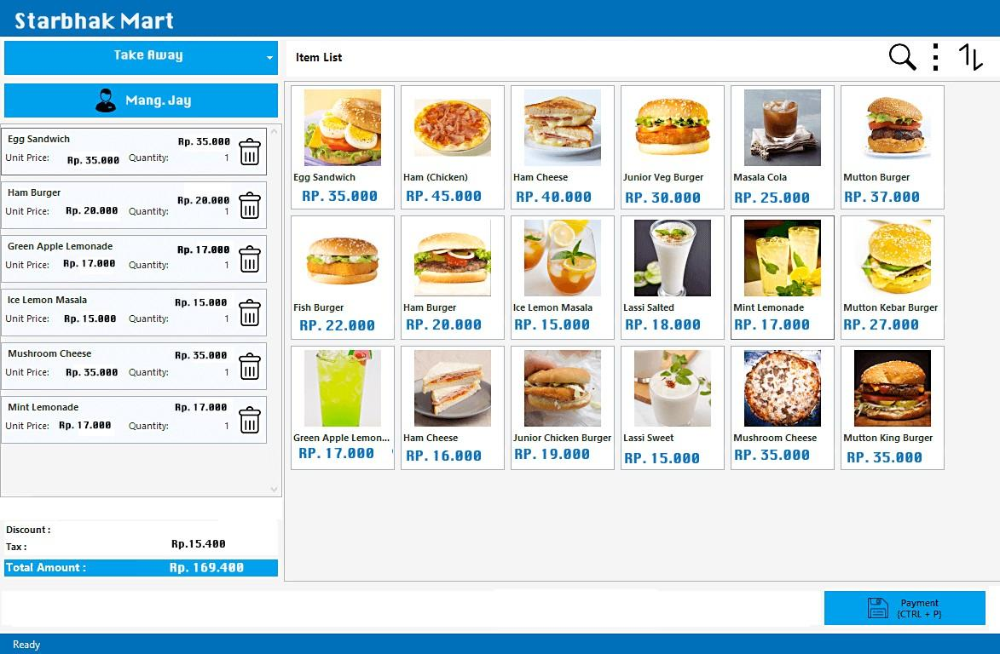 Starbhak Mart
Take Away
Mang. Jay
Item List
Egg Sandwich Rp. 35.000
Unit Price: Rp. 35.000 Quantity: 1
Ham Burger Rp. 20.000
Unit Price: Rp. 20.000 Quantity: 1
Green Apple Lemonade Rp. 17.000
Unit Price: Rp. 17.000 Quantity: 1
Ice Lemon Masala Rp. 15.000
Unit Price: Rp. 15.000 Quantity: 1
Mushroom Cheese Rp. 35.000
Unit Price: Rp. 35.000 Quantity: 1
Mint Lemonade Rp. 17.000
Unit Price: Rp. 17.000 Quantity: 1
Discount :
Tax : Rp.15.400
Total Amount : Rp. 169.400
Egg Sandwich
RP. 35.000
Ham (Chicken)
RP. 45.000
Ham Cheese
RP. 40.000
Junior Veg Burger
RP. 30.000
Masala Cola
RP. 25.000
Mutton Burger
RP. 37.000
Fish Burger
RP. 22.000
Ham Burger
RP. 20.000
Ice Lemon Masala
RP. 15.000
Lassi Salted
RP. 18.000
Mint Lemonade
RP. 17.000
Mutton Kebar Burger
RP. 27.000
Green Apple Lemon...
RP. 17.000
Ham Cheese
RP. 16.000
Junior Chicken Burger
RP. 19.000
Lassi Sweet
RP. 15.000
Mushroom Cheese
RP. 35.000
Mutton King Burger
RP. 35.000
Payment
(CTRL + P)
Ready